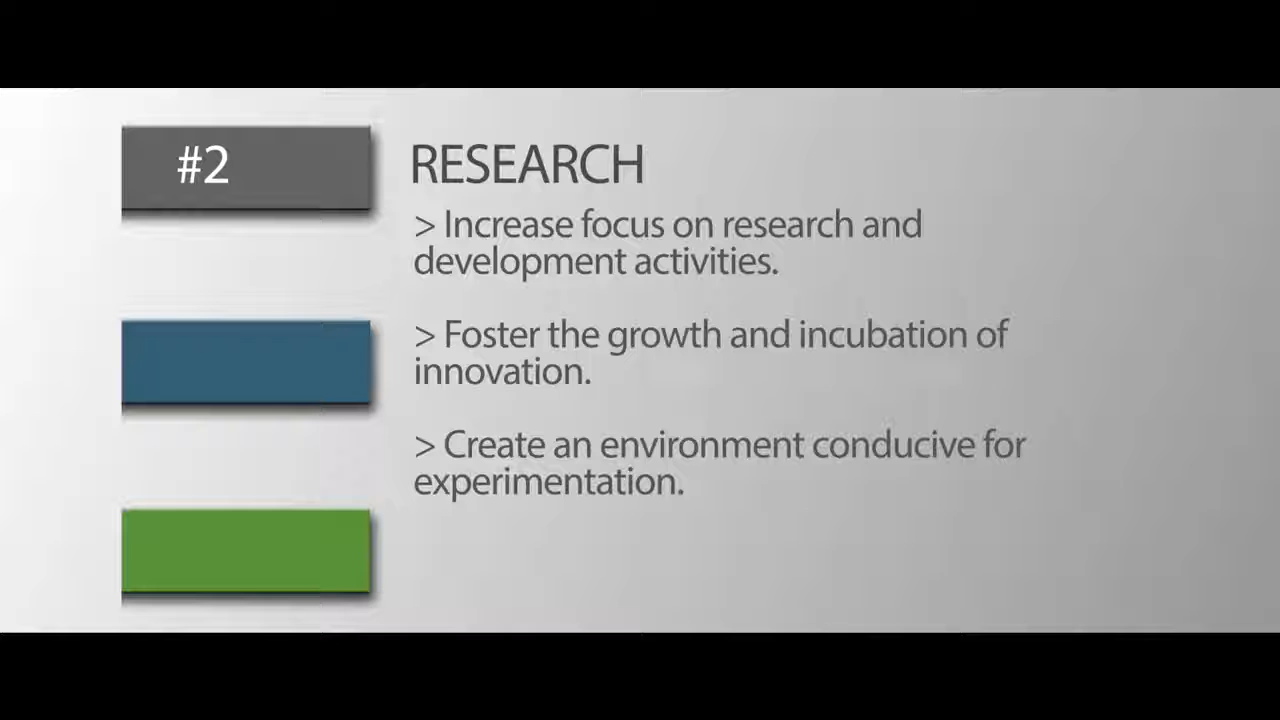 #2
RESEARCH
> Increase focus on research and
development activities.
> Foster the growth and incubation of
innovation.
> Create an environment conducive for
experimentation.